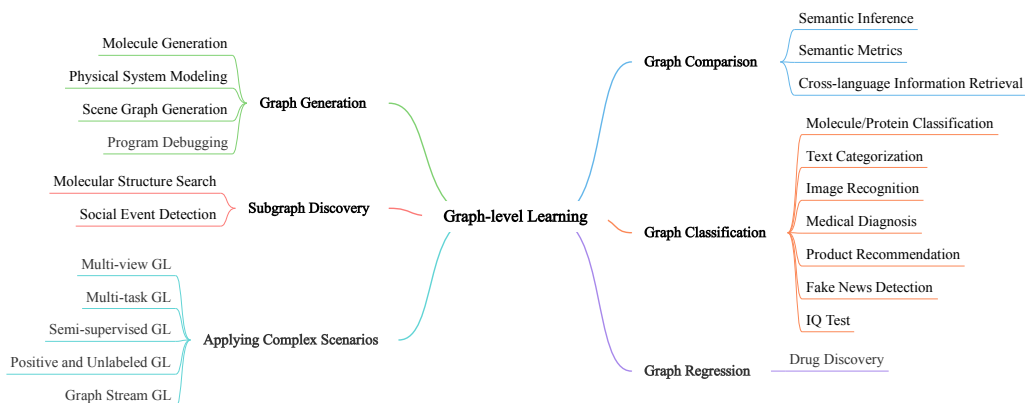 Molecule Generation
Physical System Modeling
Scene Graph Generation
Program Debugging
Graph Generation
Molecular Structure Search
Social Event Detection
Subgraph Discovery
Multi-view GL
Multi-task GL
Semi-supervised GL
Positive and Unlabeled GL
Graph Stream GL
Applying Complex Scenarios
Graph-level Learning
Graph Comparison
Semantic Inference
Semantic Metrics
Cross-language Information Retrieval
Graph Classification
Molecule/Protein Classification
Text Categorization
Image Recognition
Medical Diagnosis
Product Recommendation
Fake News Detection
IQ Test
Graph Regression
Drug Discovery